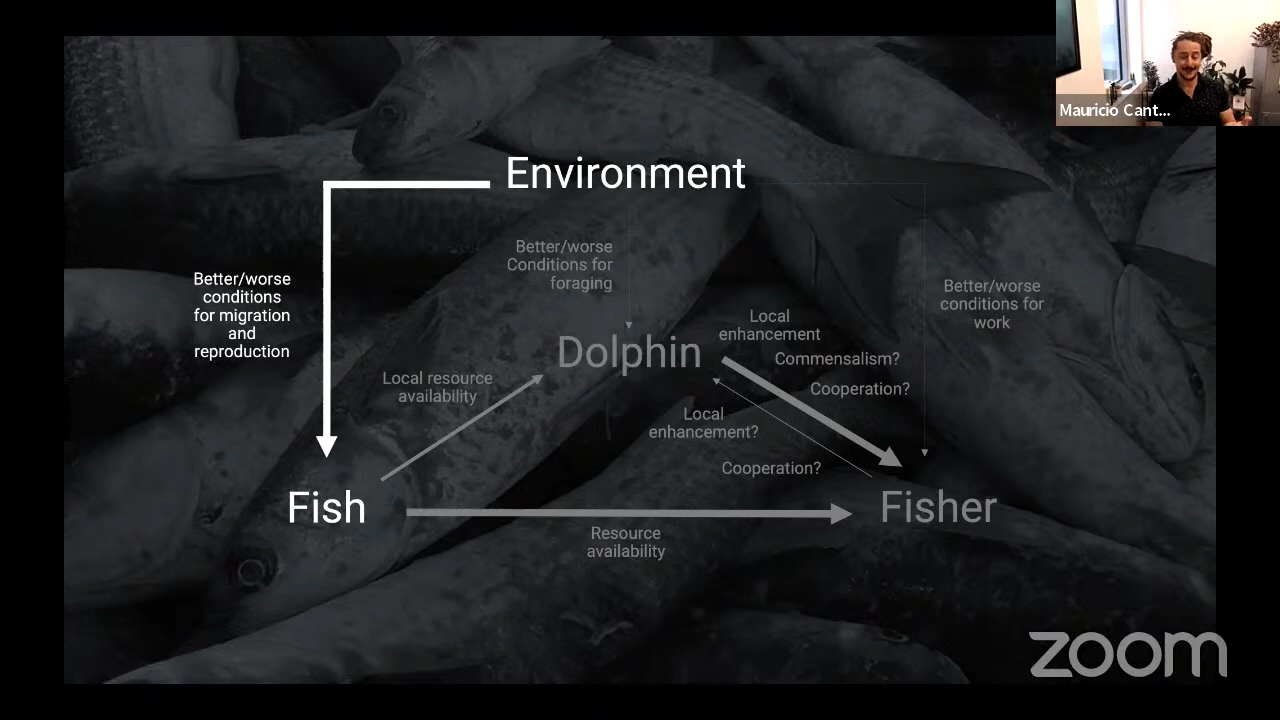 Mauricio Cant...
Environment
Better/worse
Conditions for
foraging
Better/worse
conditions
for migration
and
reproduction
Better/worse
conditions for
work
Local
enhancement
Dolphin
Commensalism?
Cooperation?
Local resource
availability
Local
enhancement?
Cooperation?
Fish
Fisher
Resource
availability
zoom